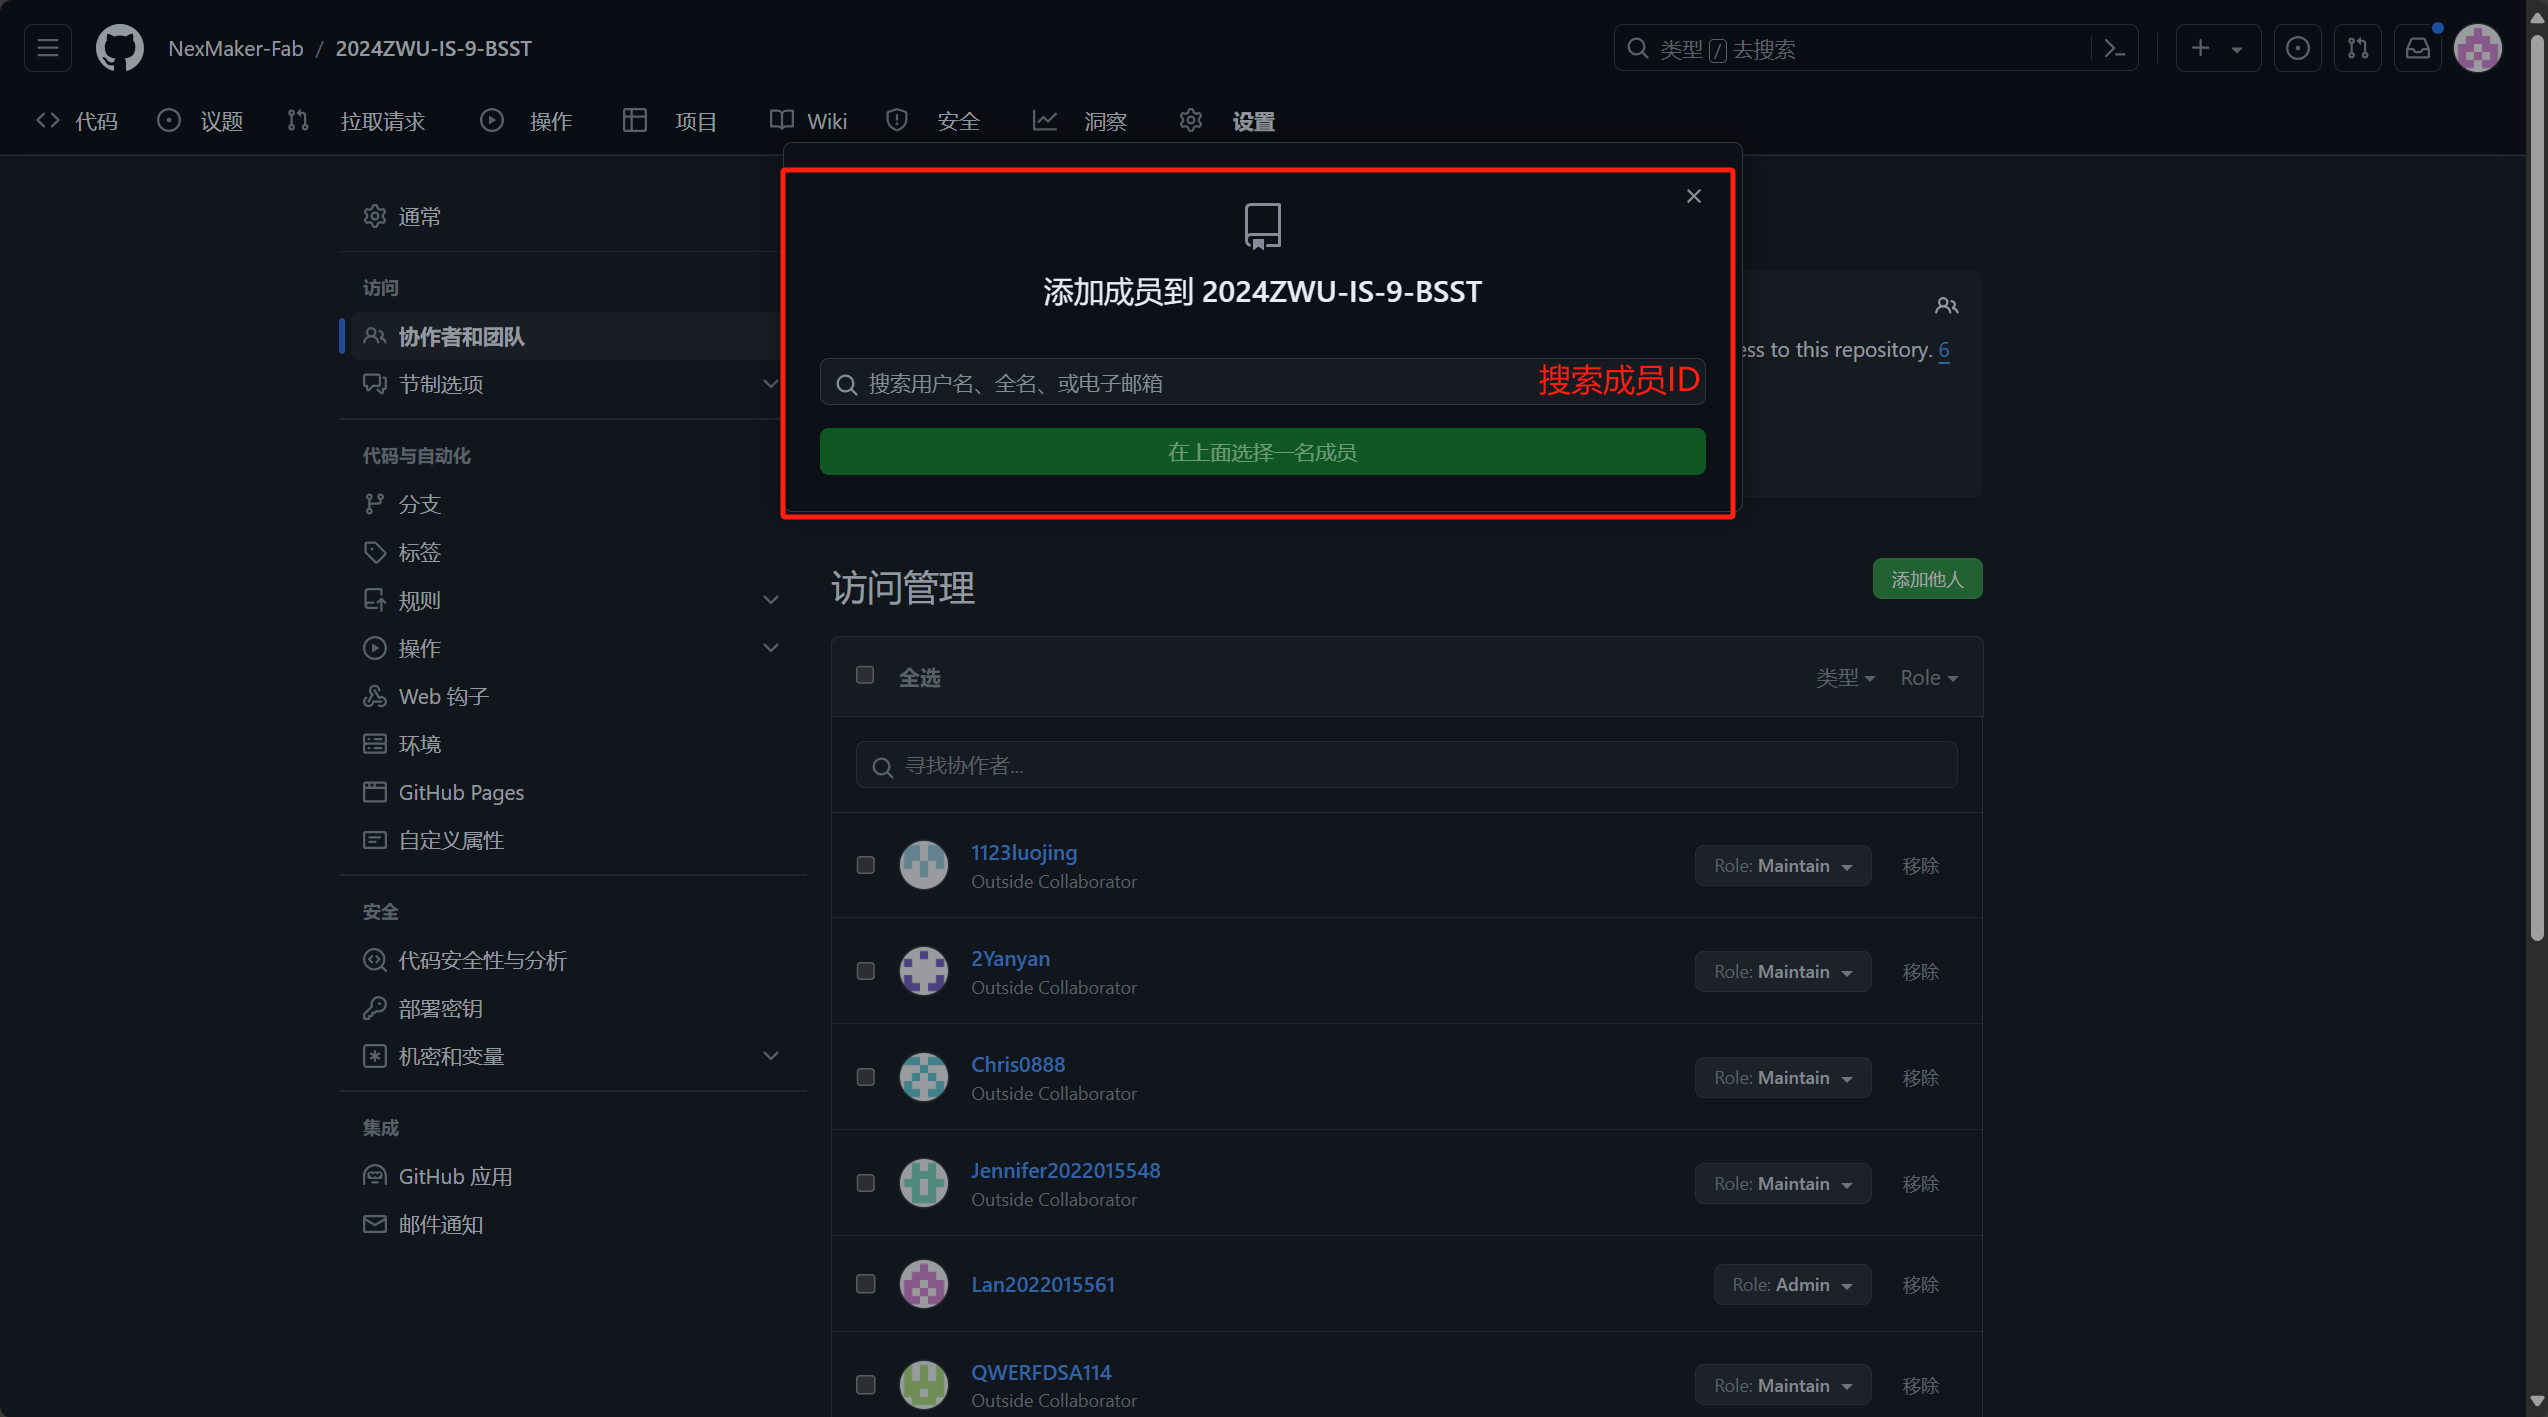 NexMaker-Fab / 2024ZWU-IS-9-BSST
类型 / 去搜索
代码
议题
拉取请求
操作
项目
Wiki
安全
洞察
设置
通常
访问
协作者和团队
节制选项
代码与自动化
分支
标签
规则
操作
Web 钩子
环境
GitHub Pages
自定义属性
安全
代码安全性与分析
部署密钥
机密和变量
集成
GitHub 应用
邮件通知
添加成员到 2024ZWU-IS-9-BSST
搜索用户名、全名、或电子邮箱
搜索成员ID
在上面选择一名成员
ess to this repository. 6
访问管理
添加他人
全选
类型
Role
寻找协作者...
1123luojing
Outside Collaborator
Role: Maintain
移除
2Yanyan
Outside Collaborator
Role: Maintain
移除
Chris0888
Outside Collaborator
Role: Maintain
移除
Jennifer2022015548
Outside Collaborator
Role: Maintain
移除
Lan2022015561
Role: Admin
移除
QWERFDSA114
Outside Collaborator
Role: Maintain
移除